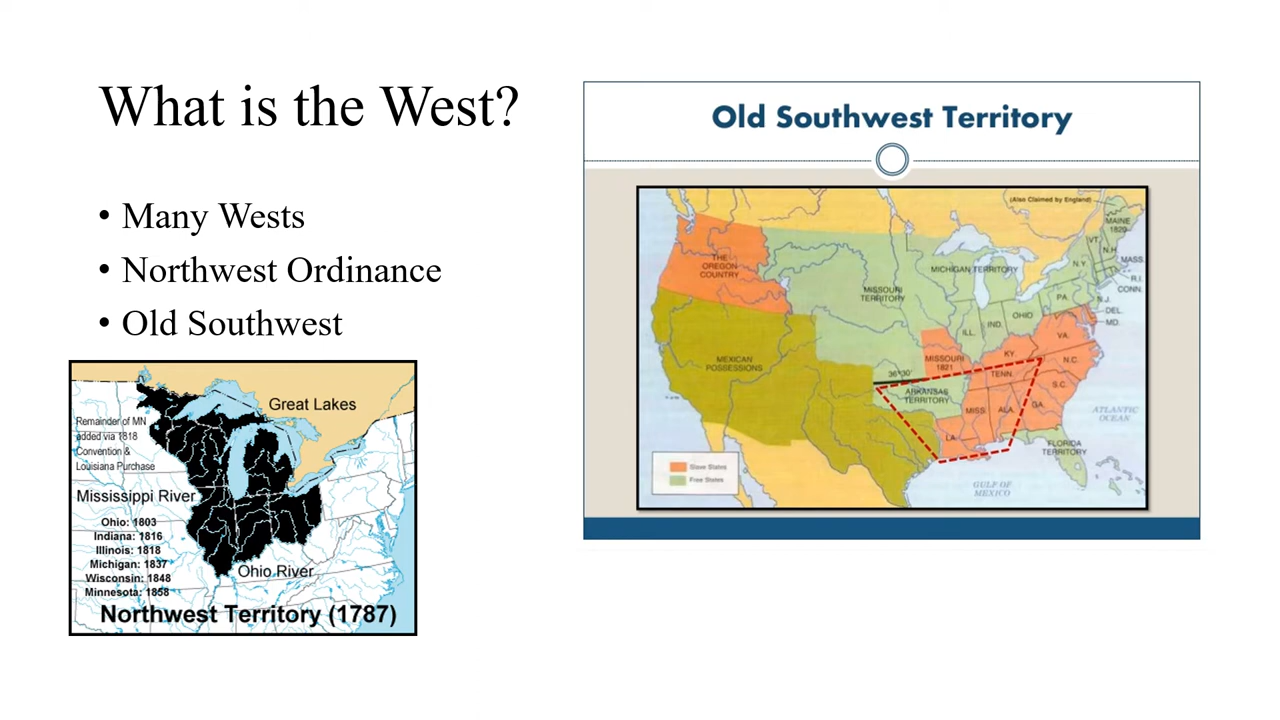 What is the West?
• Many Wests
• Northwest Ordinance
• Old Southwest
Great Lakes
Remainder of MN
added via 1818
Convention &
Louisiana Purchase
Mississippi River
Ohio: 1803
Indiana: 1816
Illinois: 1818
Michigan: 1837
Wisconsin: 1848
Minnesota: 1858
Ohio River
Northwest Territory (1787)
Old Southwest Territory
(Also Claimed by England)
MAINE
1820
THE
OREGON
COUNTRY
MICHIGAN TERRITORY
MISSOURI
TERRITORY
VT.
N.H.
MASS.
N.Y.
R.I.
CONN.
PA.
N.J.
DEL.
MD.
OHIO
IND.
ILL.
VA.
KY.
MISSOURI
1821
N.C.
TENN.
36°30'
ARKANSAS
TERRITORY
MEXICAN
POSSESSIONS
S.C.
MISS.
ALA.
GA.
LA.
ATLANTIC
OCEAN
FLORIDA
TERRITORY
GULF OF
MEXICO
Slave States
Free States